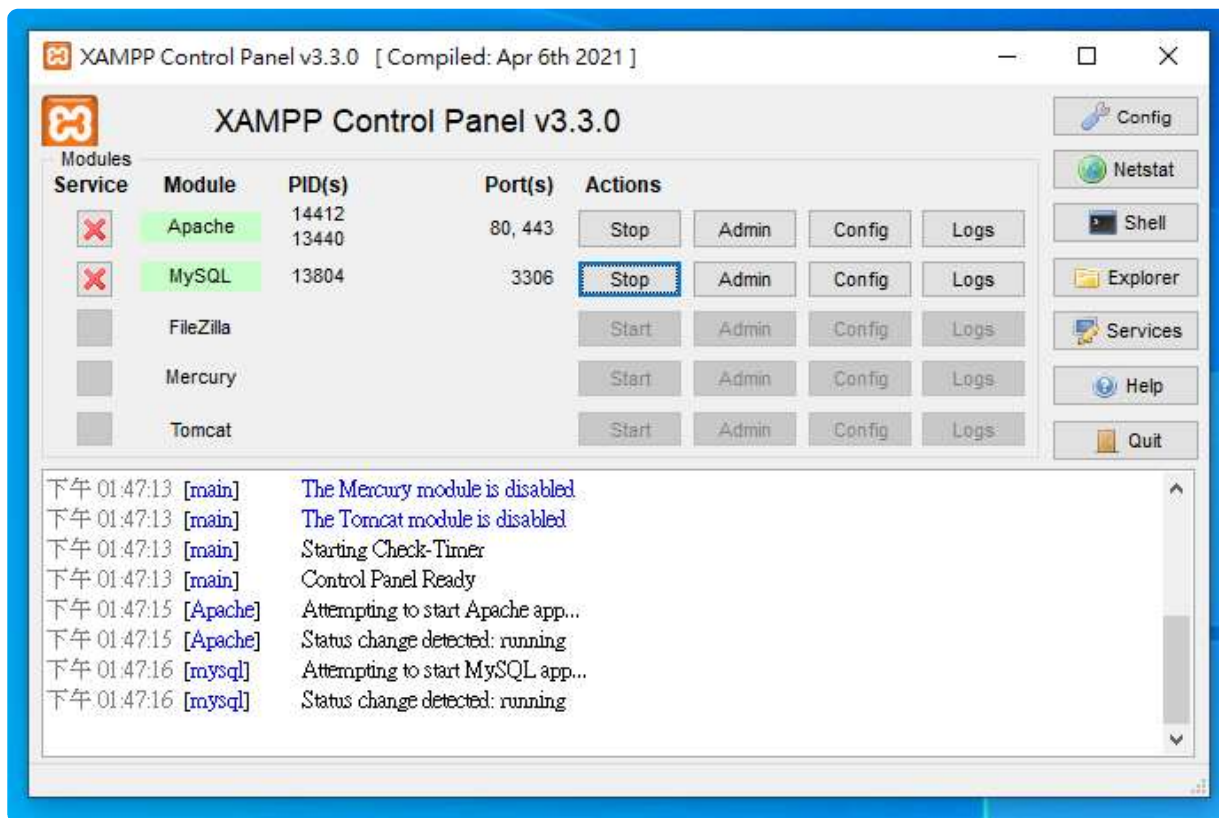 XAMPP Control Panel v3.3.0 [ Compiled: Apr 6th 2021 ]
XAMPP Control Panel v3.3.0
Config
Modules
Service Module PID(s) Port(s) Actions
Netstat
Apache 14412 13440 80, 443 Stop Admin Config Logs
Shell
MySQL 13804 3306 Stop Admin Config Logs
Explorer
FileZilla Start Admin Config Logs
Services
Mercury Start Admin Config Logs
Help
Tomcat Start Admin Config Logs
Quit
下午 01:47:13 [main] The Mercury module is disabled
下午 01:47:13 [main] The Tomcat module is disabled
下午 01:47:13 [main] Starting Check-Timer
下午 01:47:13 [main] Control Panel Ready
下午 01:47:15 [Apache] Attempting to start Apache app...
下午 01:47:15 [Apache] Status change detected: running
下午 01:47:16 [mysql] Attempting to start MySQL app...
下午 01:47:16 [mysql] Status change detected: running